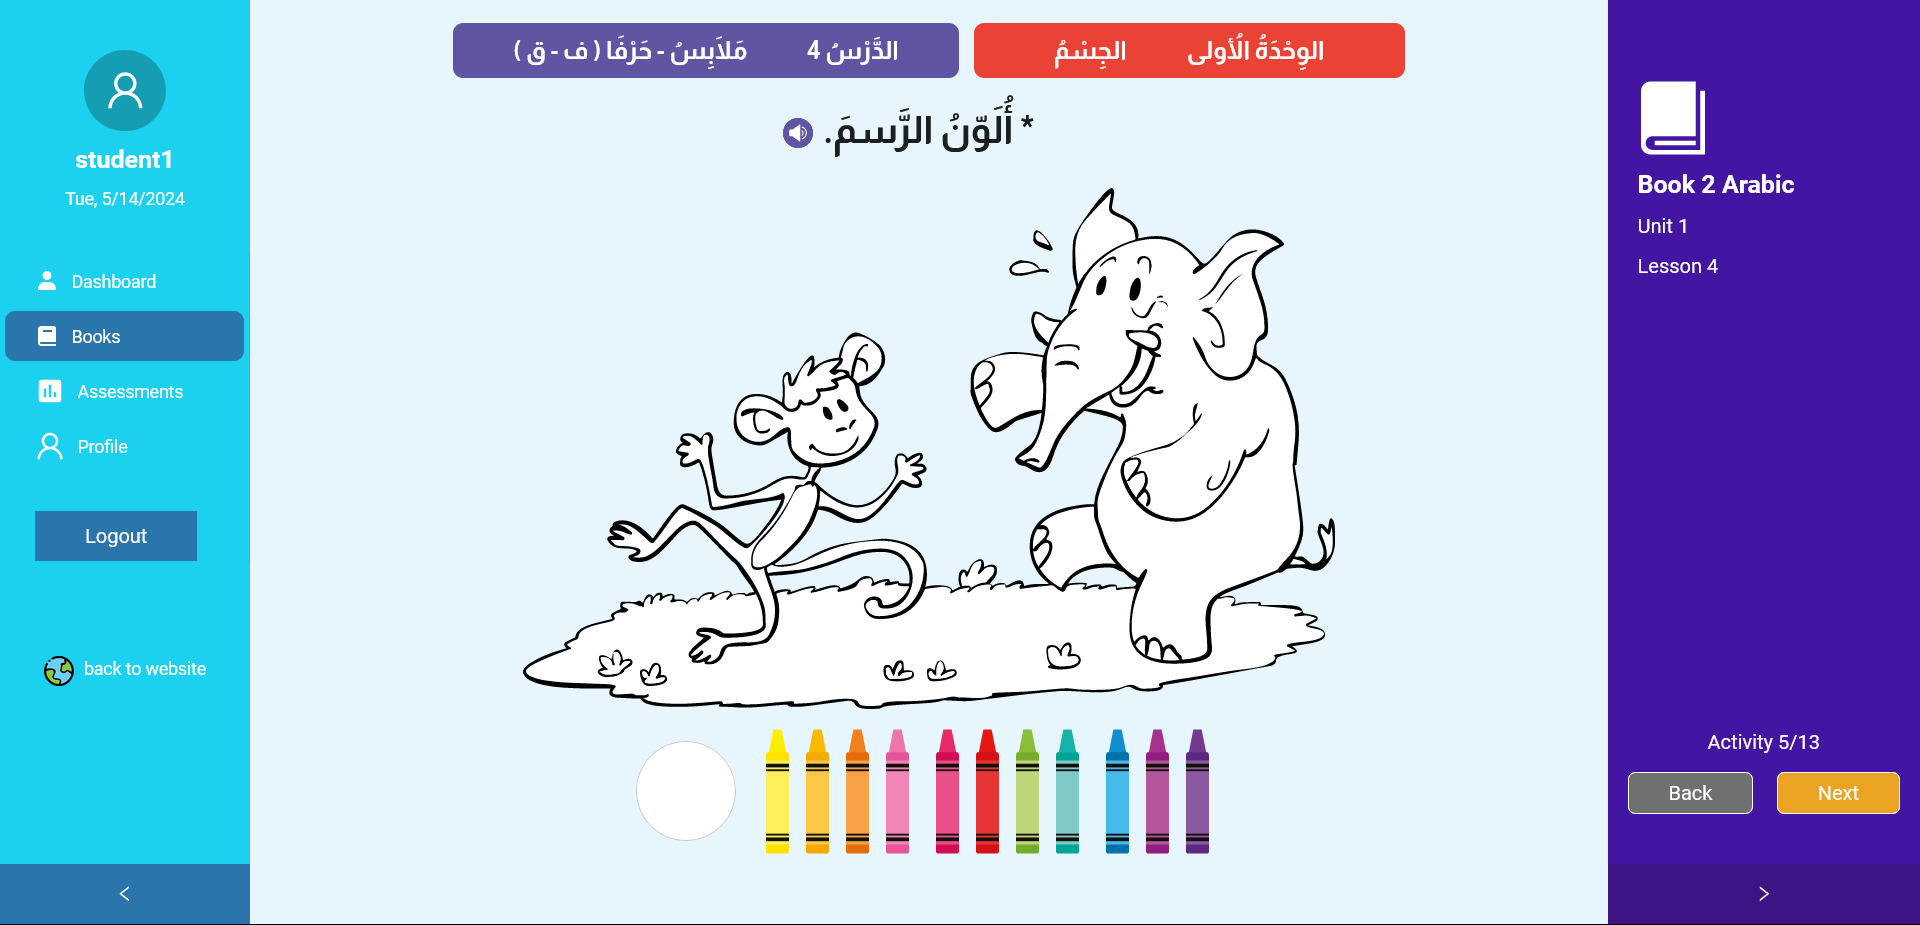 student1
Tue, 5/14/2024
Dashboard
Books
Assessments
Profile
Logout
back to website
الوِحْدَةُ الْأولى الجِسْمُ
الدَّرْسُ 4 مَلَابِسُ - حَرْفَا ( ف - ق )
* أُلَوّنُ الرَّسمَ.
Book 2 Arabic
Unit 1
Lesson 4
Activity 5/13
Back Next